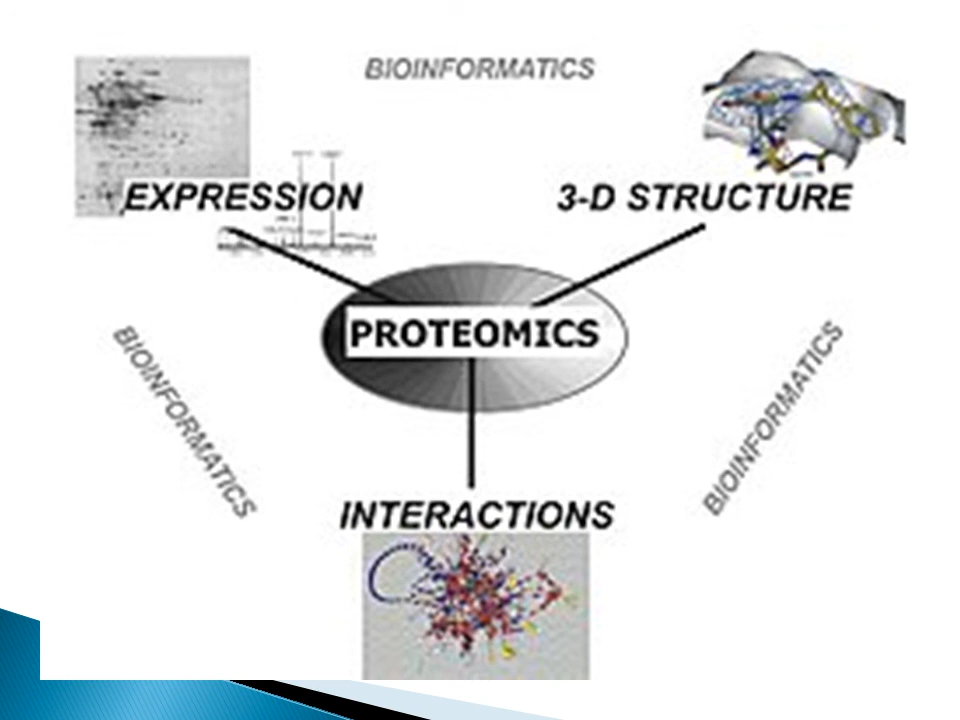 BIOINFORMATICS
EXPRESSION
3-D STRUCTURE
PROTEOMICS
BIOINFORMATICS
BIOINFORMATICS
INTERACTIONS